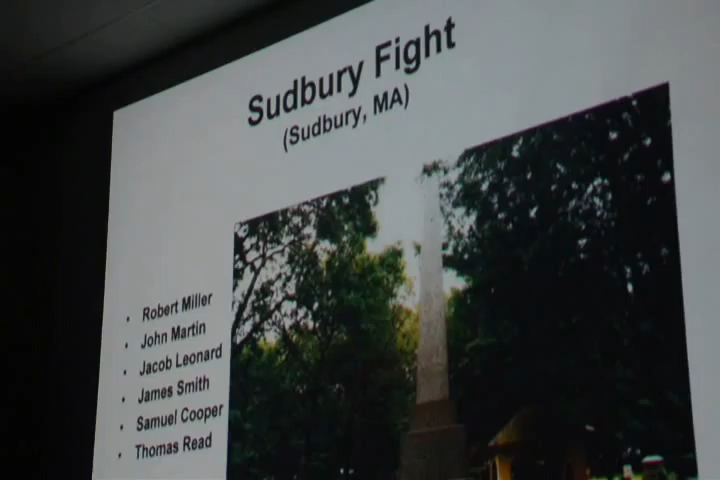 Sudbury Fight
(Sudbury, MA)
• Robert Miller
• John Martin
• Jacob Leonard
• James Smith
• Samuel Cooper
• Thomas Read